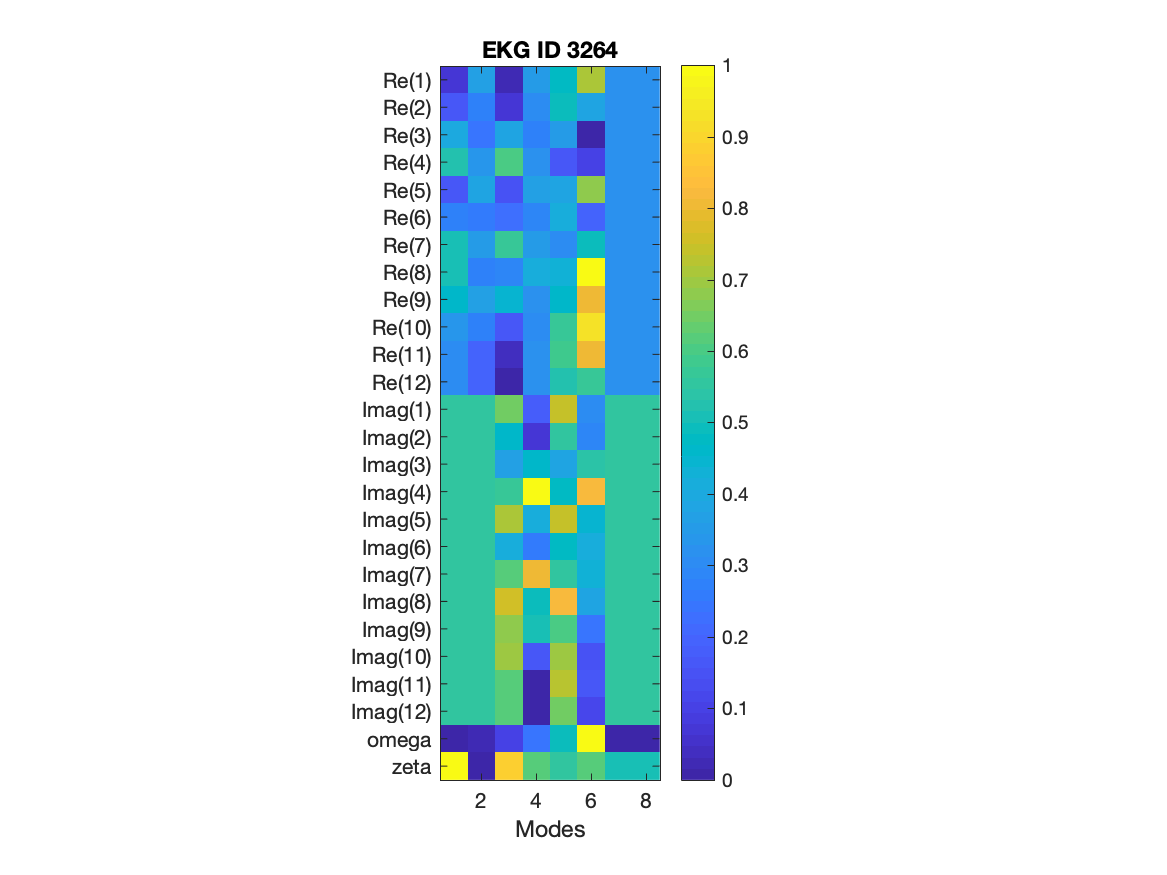 EKG ID 3264
Re(1)
Re(2)
Re(3)
Re(4)
Re(5)
Re(6)
Re(7)
Re(8)
Re(9)
Re(10)
Re(11)
Re(12)
Imag(1)
Imag(2)
Imag(3)
Imag(4)
Imag(5)
Imag(6)
Imag(7)
Imag(8)
Imag(9)
Imag(10)
Imag(11)
Imag(12)
omega
zeta
2 4 6 8
Modes
1
0.9
0.8
0.7
0.6
0.5
0.4
0.3
0.2
0.1
0